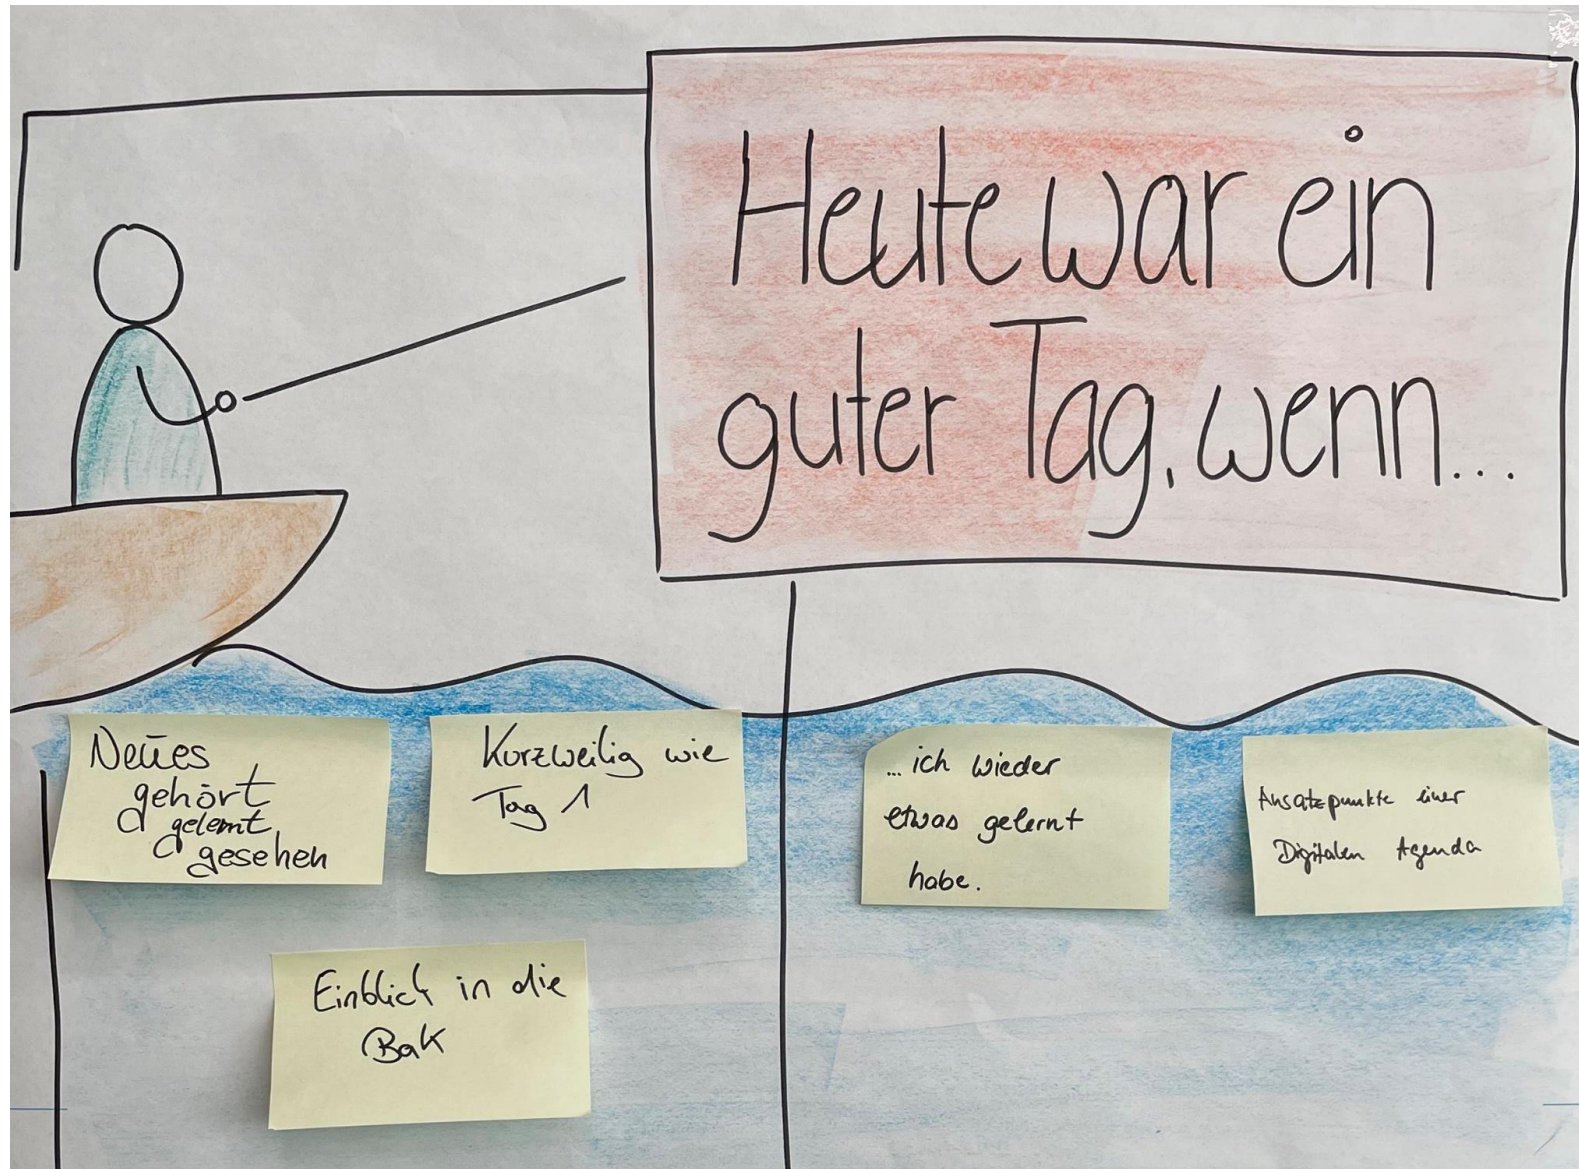 Heute war ein
guter Tag, wenn...
Neues
gehört
gelernt
gesehen
Kurzweilig wie
Tag 1
... ich wieder
etwas gelernt
habe.
Ansatzpunkte einer
Digitalen Agenda
Einblick in die
BaK